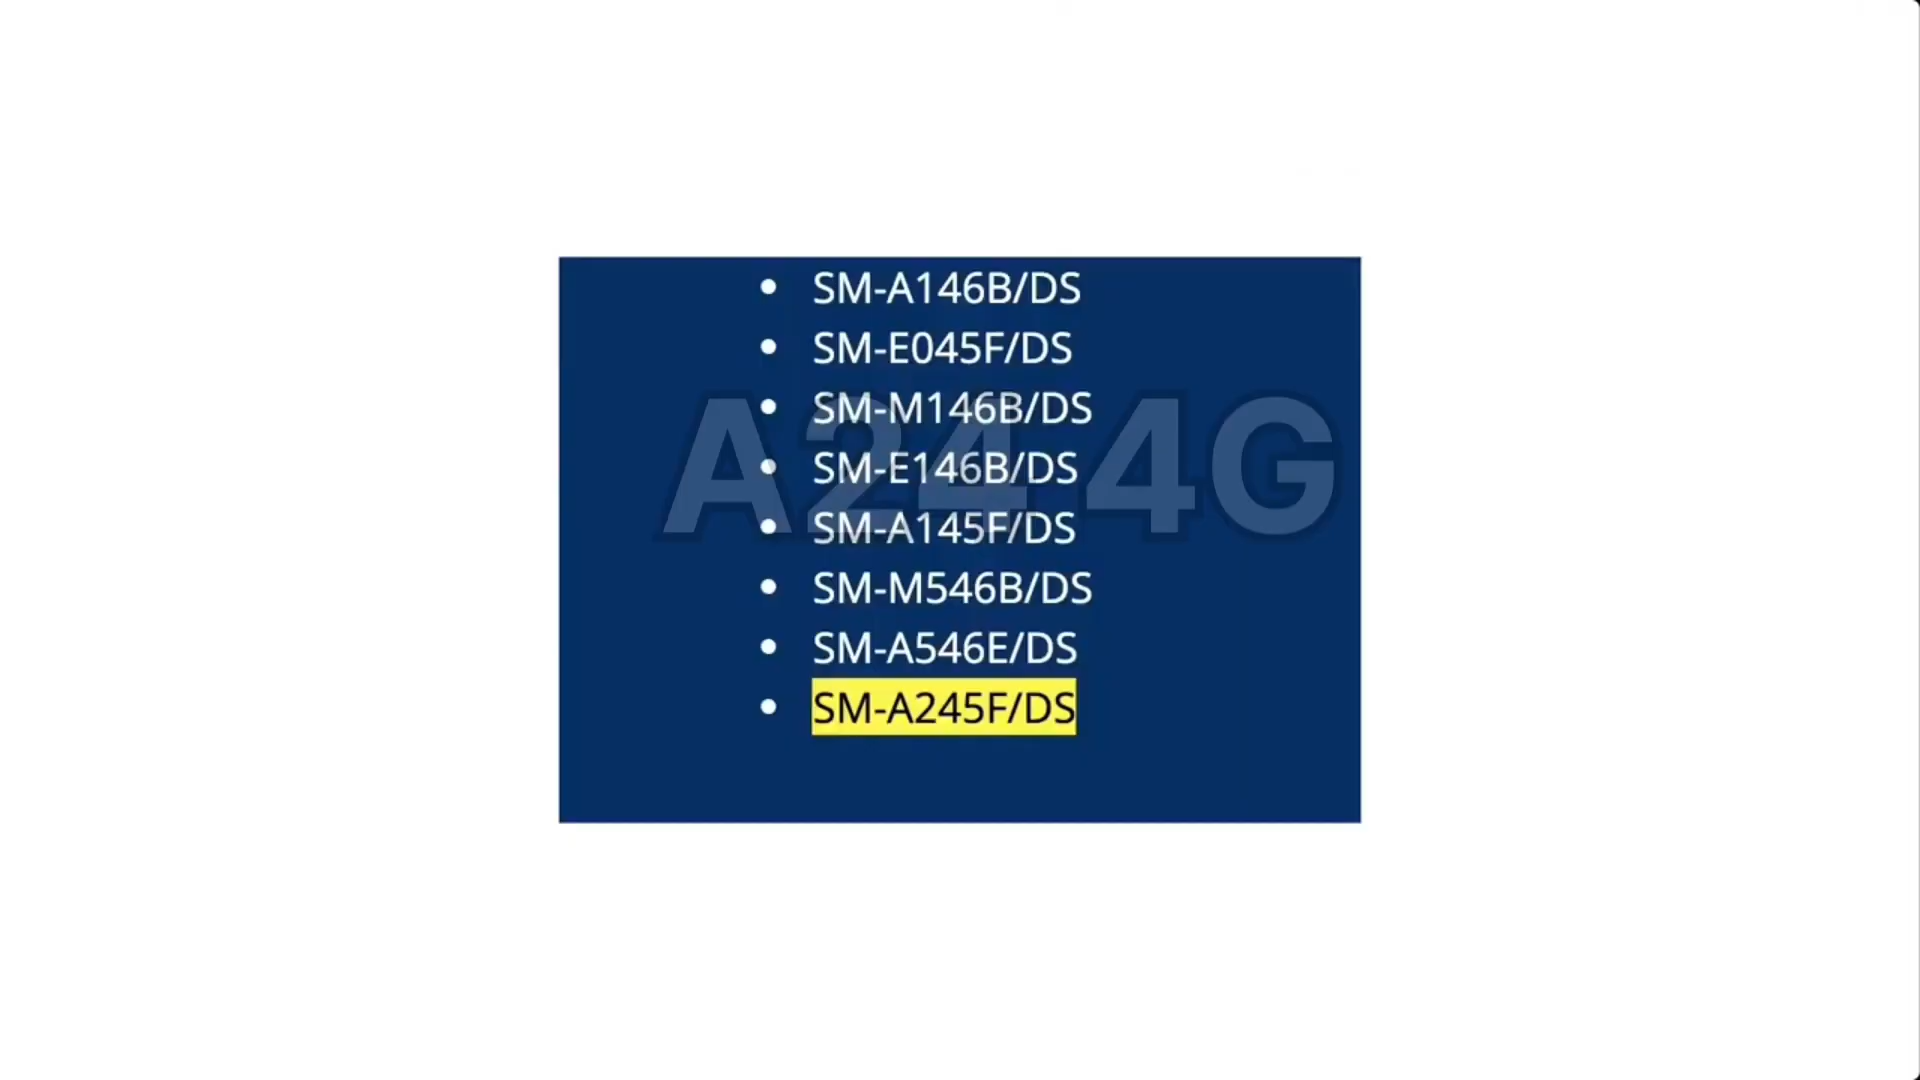 • SM-A146B/DS
• SM-E045F/DS
• SM-M146B/DS
• SM-E146B/DS
• SM-A145F/DS
• SM-M546B/DS
• SM-A546E/DS
• SM-A245F/DS
A24 4G